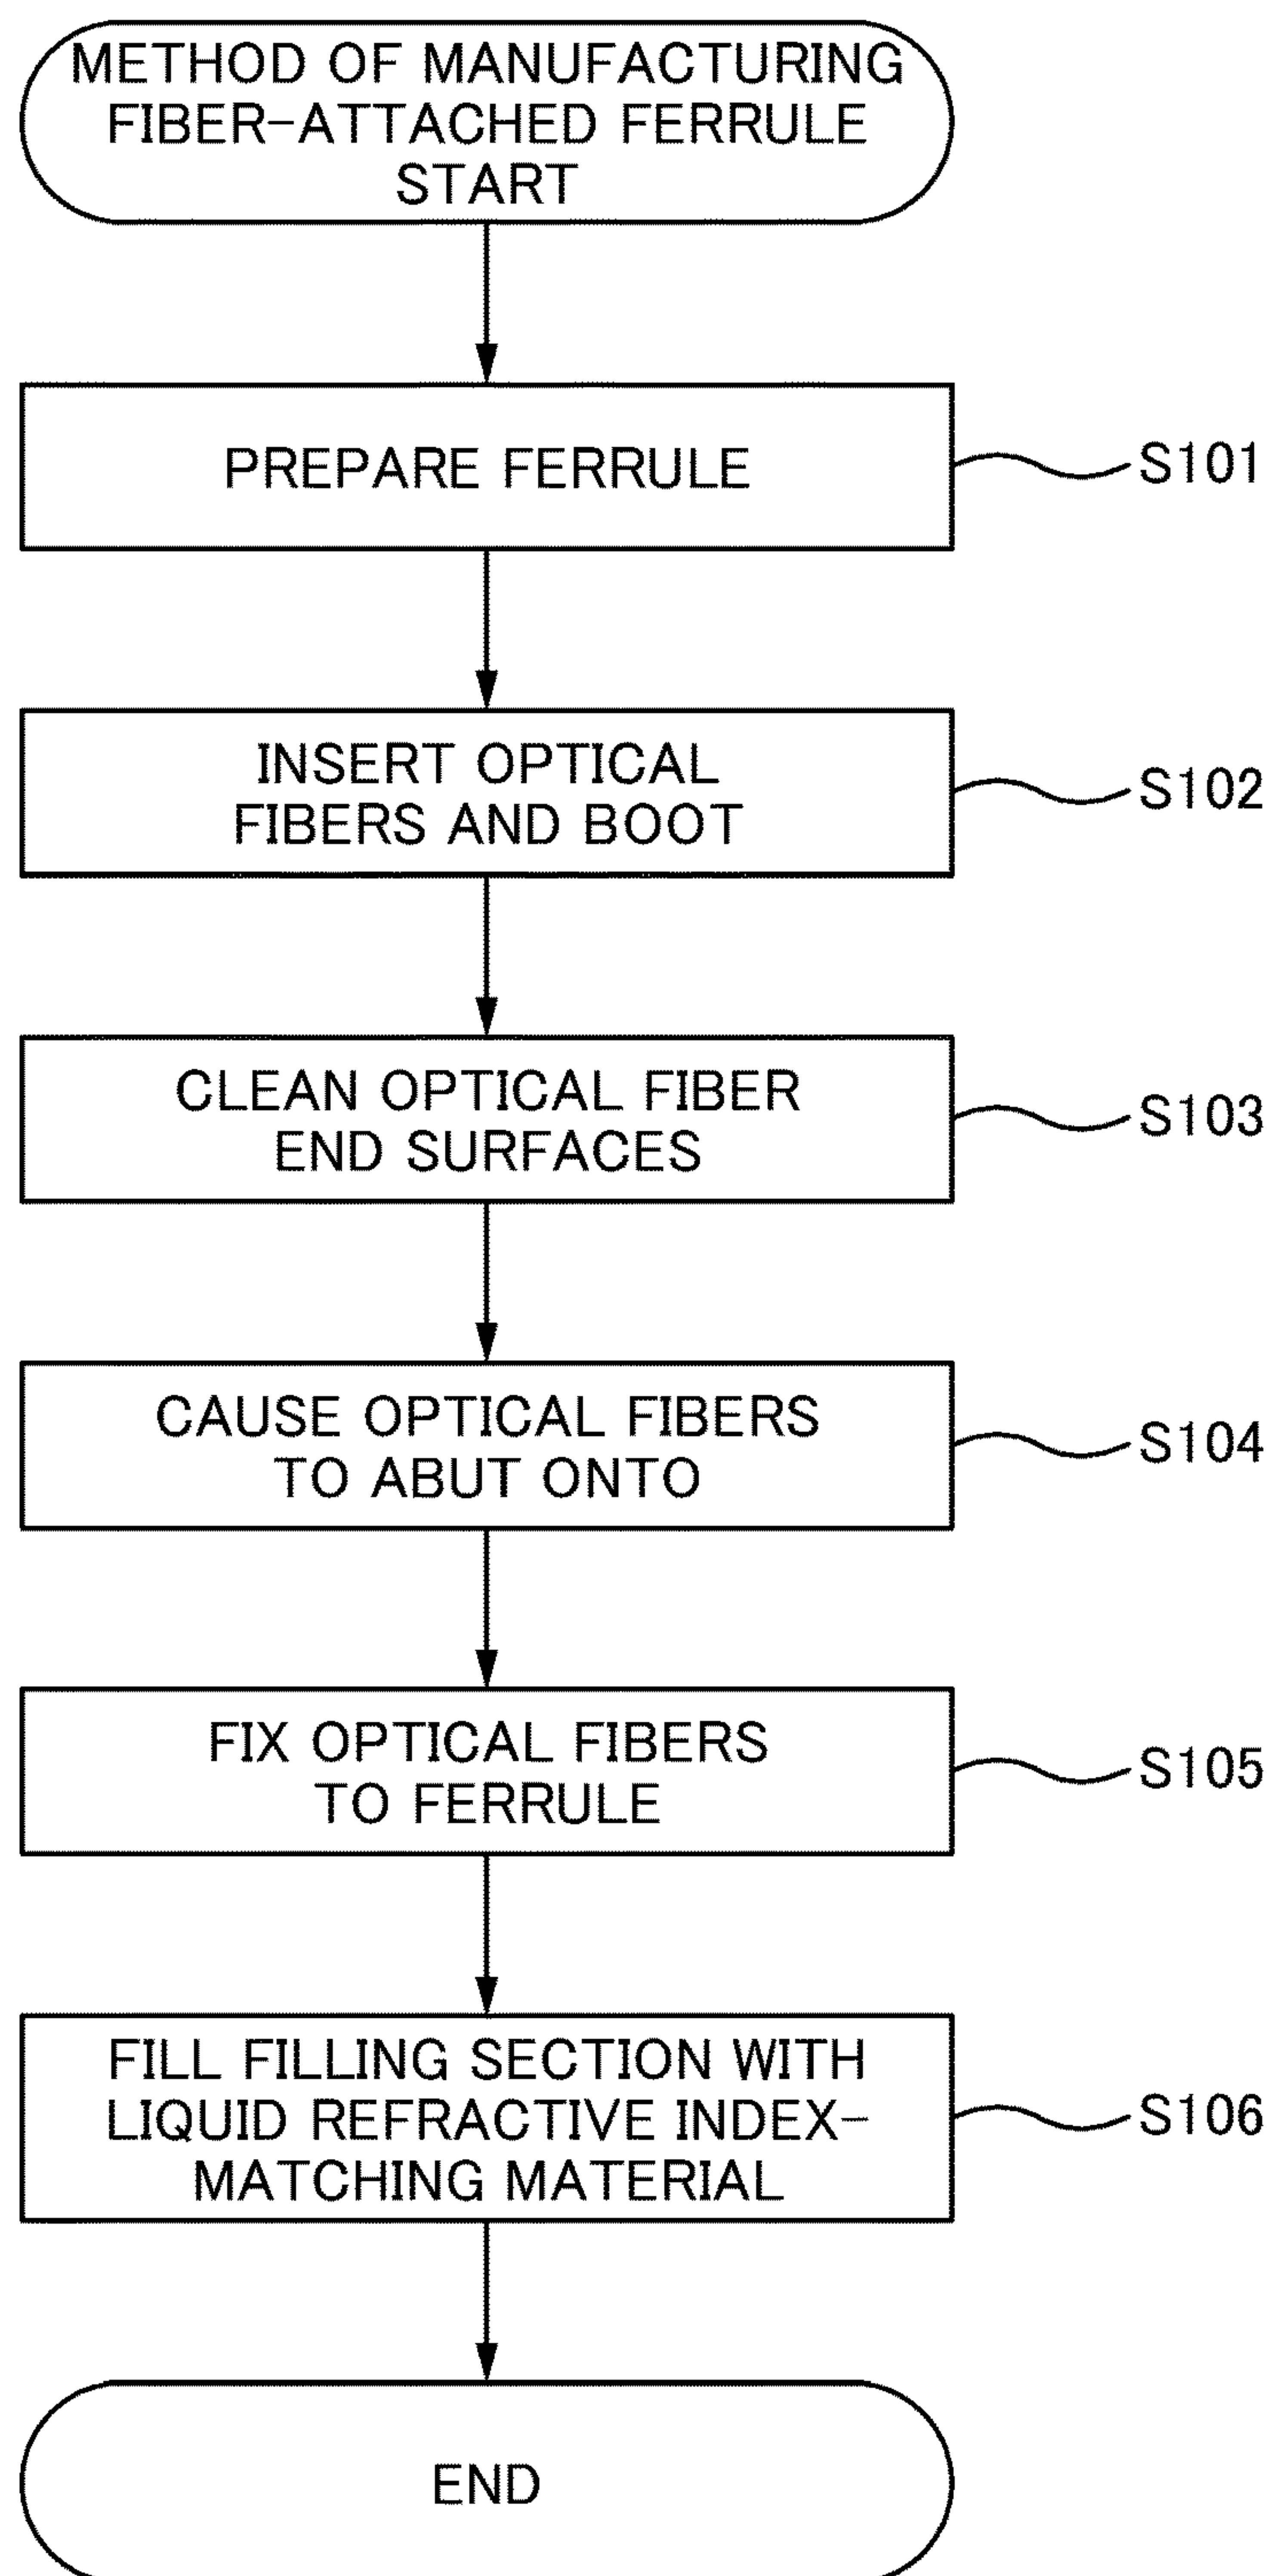 METHOD OF MANUFACTURING
FIBER-ATTACHED FERRULE
START
PREPARE FERRULE
S101
INSERT OPTICAL
FIBERS AND BOOT
S102
CLEAN OPTICAL FIBER
END SURFACES
S103
CAUSE OPTICAL FIBERS
TO ABUT ONTO
S104
FIX OPTICAL FIBERS
TO FERRULE
S105
FILL FILLING SECTION WITH
LIQUID REFRACTIVE INDEX-
MATCHING MATERIAL
S106
END